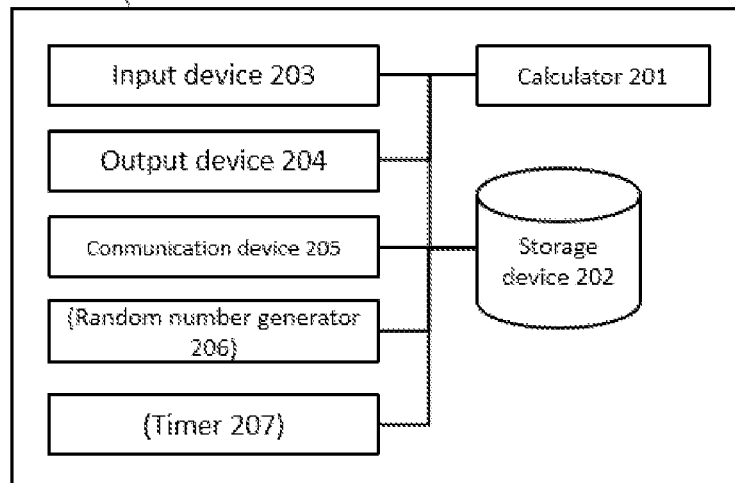 Input device 203
Calculator 201
Output device 204
Conmunication device 205
Storage
device 202
(Random number generator
206)
(Timer 207)